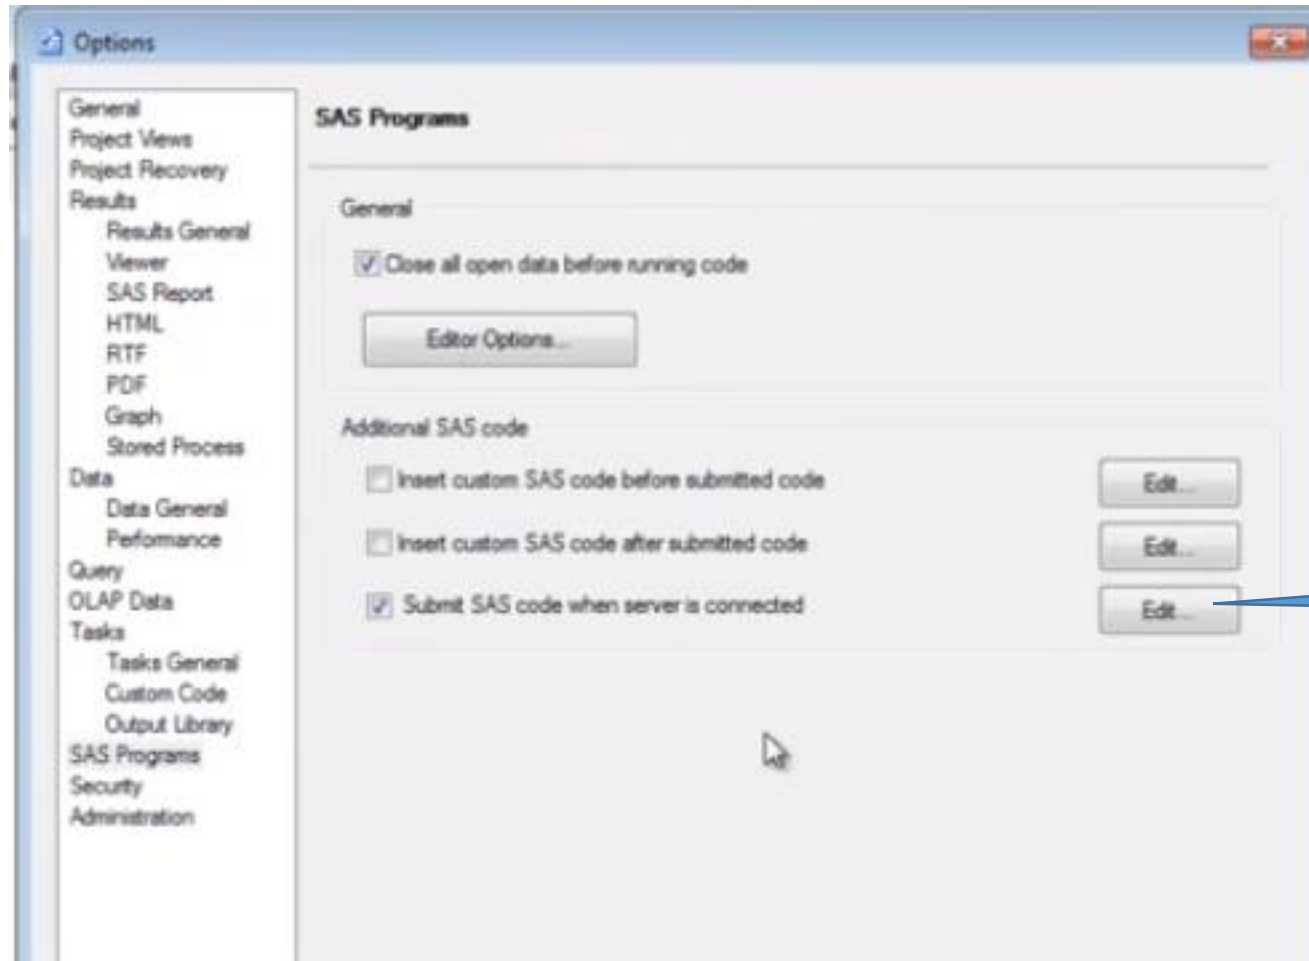 Options
General
Project Views
Project Recovery
Results
Results General
Viewer
SAS Report
HTML
RTF
PDF
Graph
Stored Process
Data
Data General
Performance
Query
OLAP Data
Tasks
Tasks General
Custom Code
Output Library
SAS Programs
Security
Administration
SAS Programs
General
Close all open data before running code
Editor Options...
Additional SAS code
Insert custom SAS code before submitted code
Edit...
Insert custom SAS code after submitted code
Edit...
Submit SAS code when server is connected
Edit...